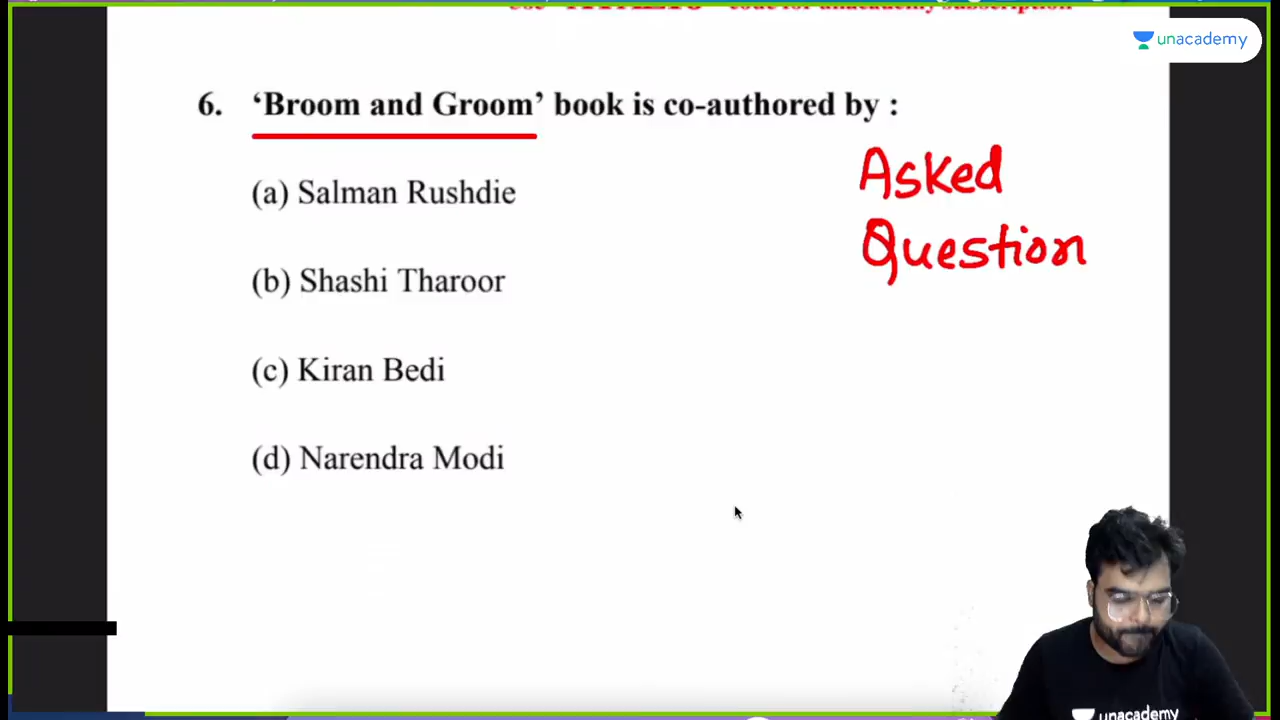 unacademy
6. ‘Broom and Groom’ book is co-authored by :
Asked
Question
(a) Salman Rushdie
(b) Shashi Tharoor
(c) Kiran Bedi
(d) Narendra Modi
unacademy